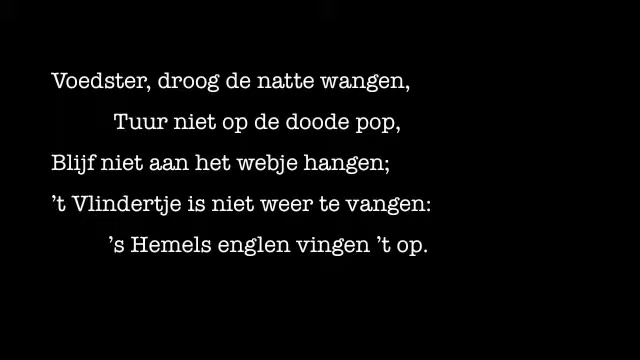 Voedster, droog de natte wangen,
Tuur niet op de doode pop,
Blijf niet aan het webje hangen;
’t Vlindertje is niet weer te vangen:
’s Hemels englen vingen ’t op.